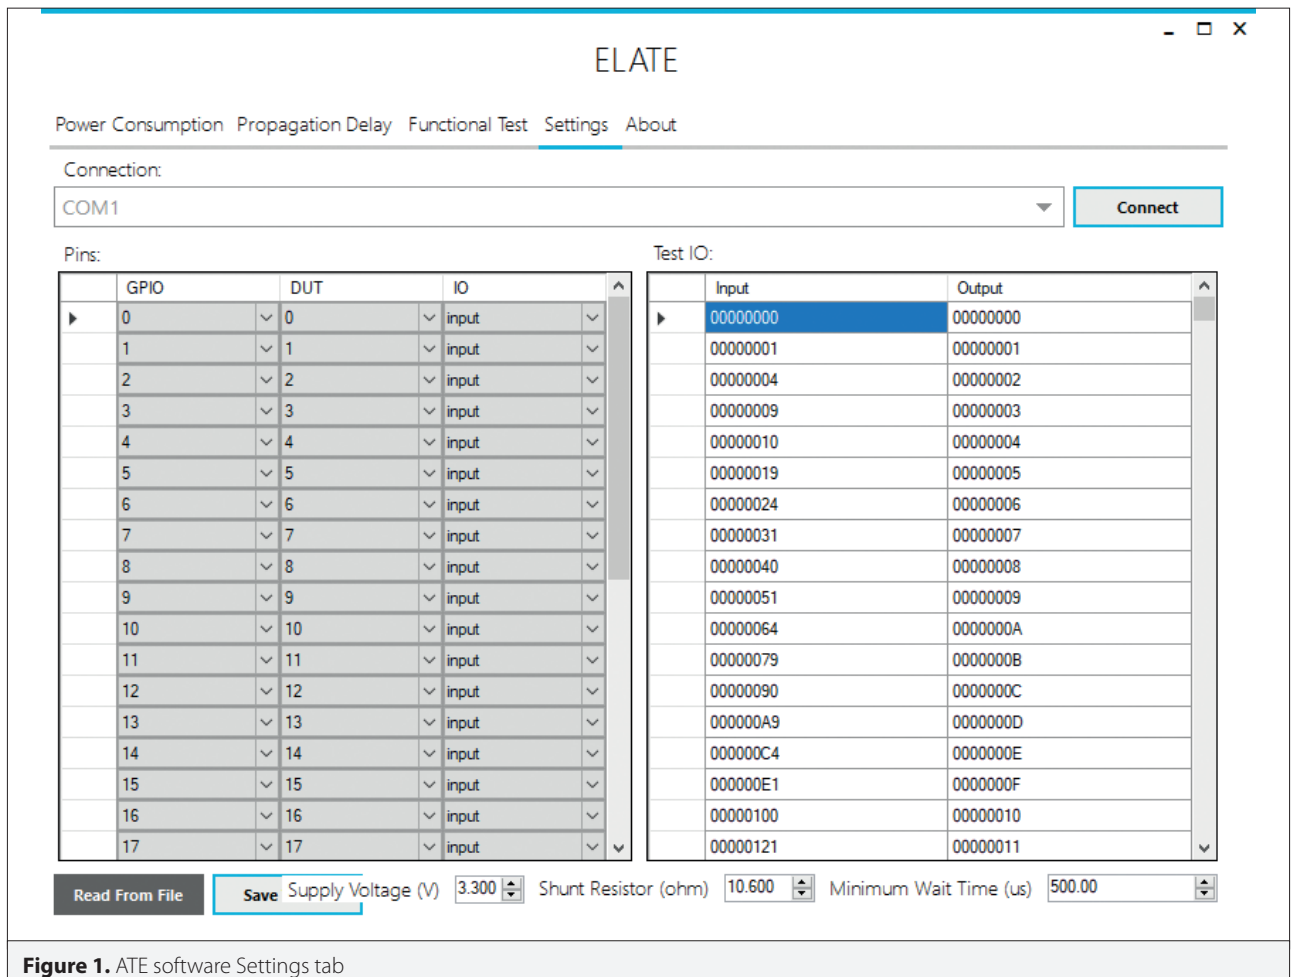 ELATE
Power Consumption Propagation Delay Functional Test Settings About
Connection:
COM1 Connect
Pins: Test IO:
GPIO DUT IO Input Output
0 0 input 00000000 00000000
1 1 input 00000001 00000001
2 2 input 00000004 00000002
3 3 input 00000009 00000003
4 4 input 00000010 00000004
5 5 input 00000019 00000005
6 6 input 00000024 00000006
7 7 input 00000031 00000007
8 8 input 00000040 00000008
9 9 input 00000051 00000009
10 10 input 00000064 0000000A
11 11 input 00000079 0000000B
12 12 input 00000090 0000000C
13 13 input 000000A9 0000000D
14 14 input 000000C4 0000000E
15 15 input 000000E1 0000000F
16 16 input 00000100 00000010
17 17 input 00000121 00000011
Read From File Save Supply Voltage (V) 3.300 Shunt Resistor (ohm) 10.600 Minimum Wait Time (us) 500.00
Figure 1. ATE software Settings tab